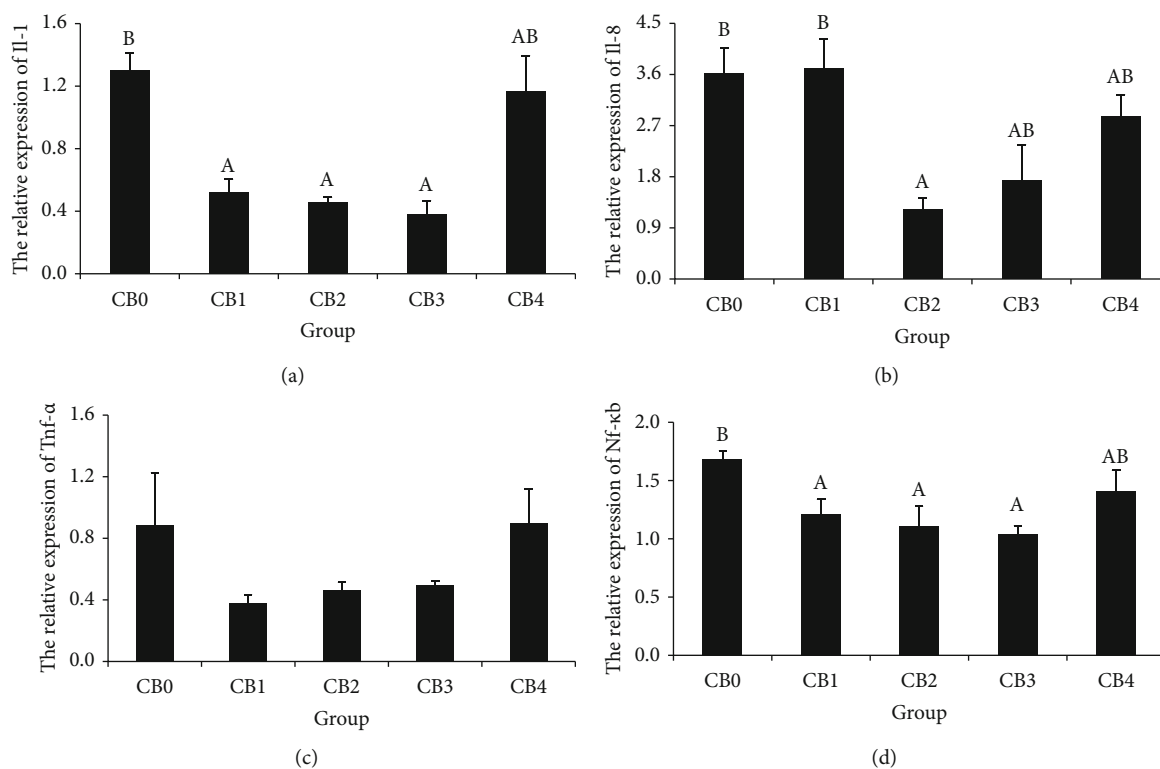 The relative expression of Il-1
1.6
1.2
0.8
0.4
0.0
B
A
A
A
AB
CB0 CB1 CB2 CB3 CB4
Group
(a)
The relative expression of Il-8
4.5
3.6
2.7
1.8
0.9
0.0
B
B
A
AB
AB
CB0 CB1 CB2 CB3 CB4
Group
(b)
The relative expression of Tnf-α
1.6
1.2
0.8
0.4
0.0
CB0 CB1 CB2 CB3 CB4
Group
(c)
The relative expression of Nf-κb
2.0
1.5
1.0
0.5
0.0
B
A
A
A
AB
CB0 CB1 CB2 CB3 CB4
Group
(d)